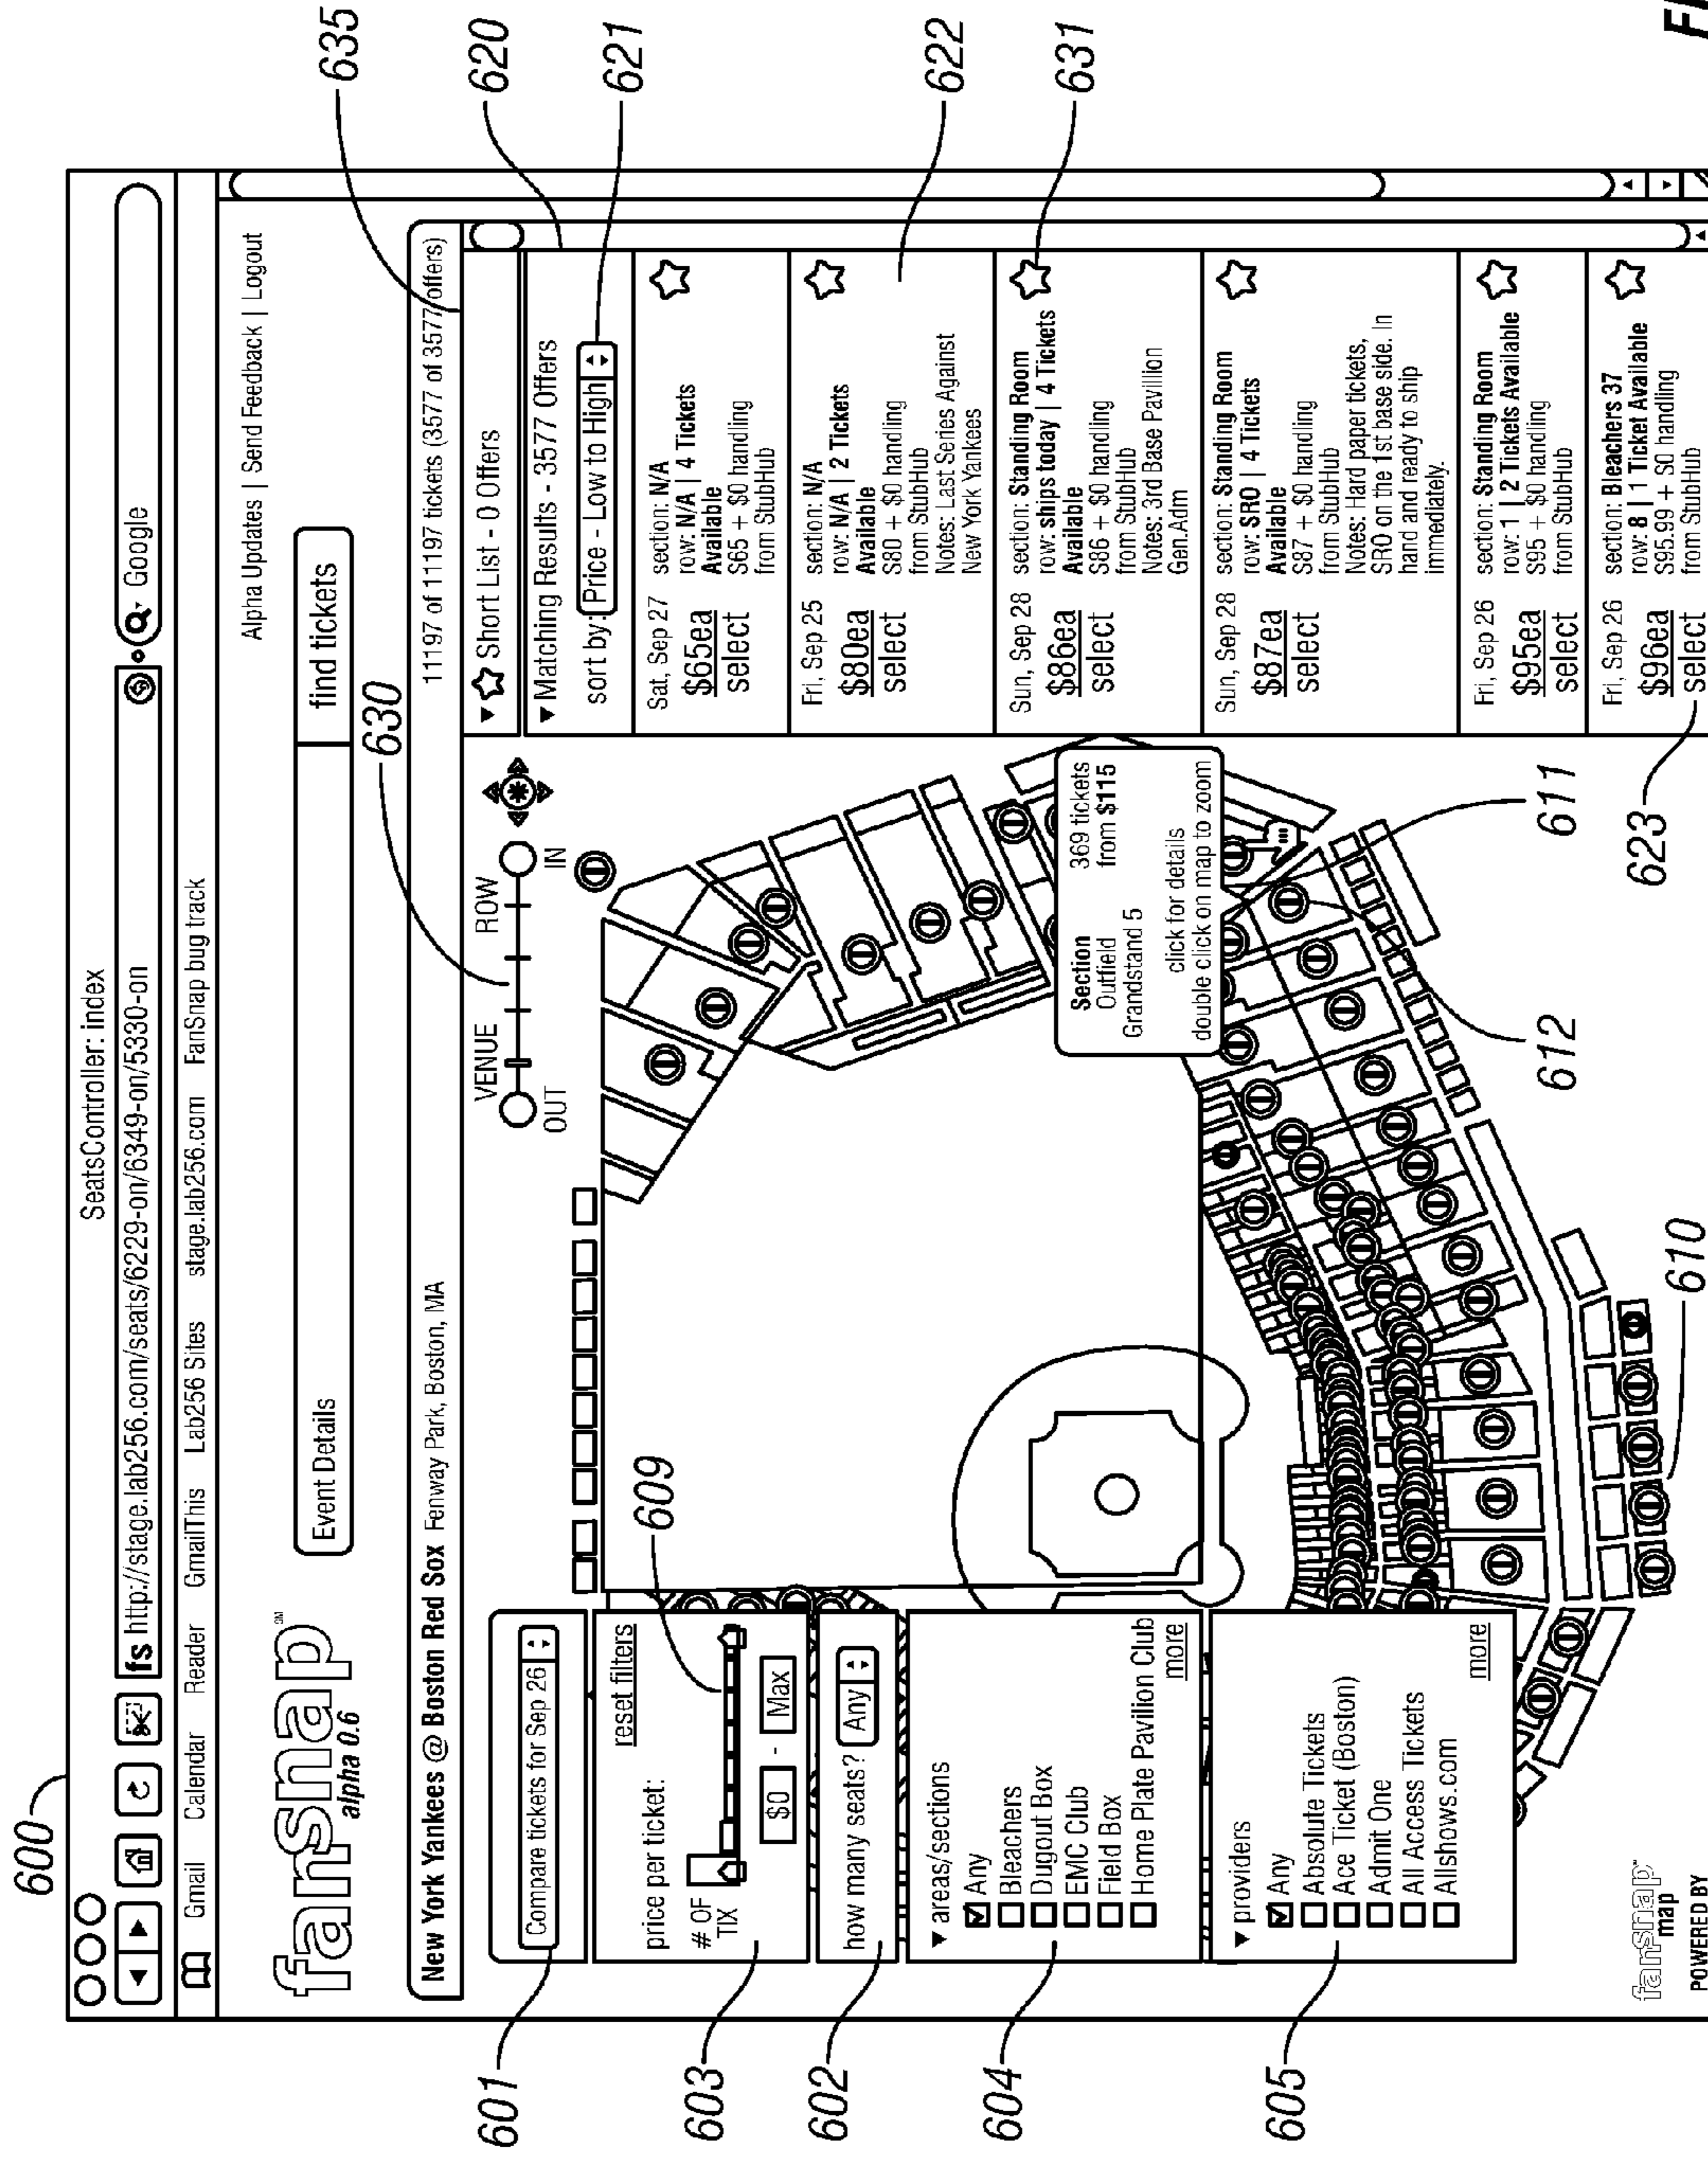 600
SeatsController: index
fs http://stage.lab256.com/seats/6229-on/6349-on/5330-on
Google
Gmail Calendar Reader GmailThis Lab256 Sites stage.lab256.com FanSnap bug track
fansnap℠
alpha 0.6
Alpha Updates | Send Feedback | Logout
Event Details
find tickets
New York Yankees @ Boston Red Sox Fenway Park, Boston, MA
11197 of 11197 tickets (3577 of 3577 offers)
635
620
621
622
631
630
601
Compare tickets for Sep 26
603
reset filters
price per ticket:
# OF
TIX
$0 - Max
609
602
how many seats? Any
604
areas/sections
Any
Bleachers
Dugout Box
EMC Club
Field Box
Home Plate Pavilion Club
more
605
providers
Any
Absolute Tickets
Ace Ticket (Boston)
Admit One
All Access Tickets
Allshows.com
more
VENUE ROW
OUT IN
Section
Outfield
Grandstand 5
369 tickets
from $115
click for details
double click on map to zoom
611
612
610
623
Short List - 0 Offers
Matching Results - 3577 Offers
sort by: Price - Low to High
Sat, Sep 27
$65ea
select
section: N/A
row: N/A | 4 Tickets
Available
S65 + $0 handling
from StubHub
Fri, Sep 25
$80ea
select
section: N/A
row: N/A | 2 Tickets
Available
S80 + $0 handling
from StubHub
Notes: Last Series Against
New York Yankees
Sun, Sep 28
$86ea
select
section: Standing Room
row: ships today | 4 Tickets
Available
S86 + $0 handling
from StubHub
Notes: 3rd Base Pavillion
Gen.Adm
Sun, Sep 28
$87ea
select
section: Standing Room
row: SRO | 4 Tickets
Available
S87 + $0 handling
from StubHub
Notes: Hard paper tickets,
SRO on the 1st base side. In
hand and ready to ship
immediately.
Fri, Sep 26
$95ea
select
section: Standing Room
row: 1 | 2 Tickets Available
S95 + $0 handling
from StubHub
Fri, Sep 26
$96ea
select
section: Bleachers 37
row: 8 | 1 Ticket Available
S95.99 + S0 handling
from StubHub
fansnap℠
map
POWERED BY